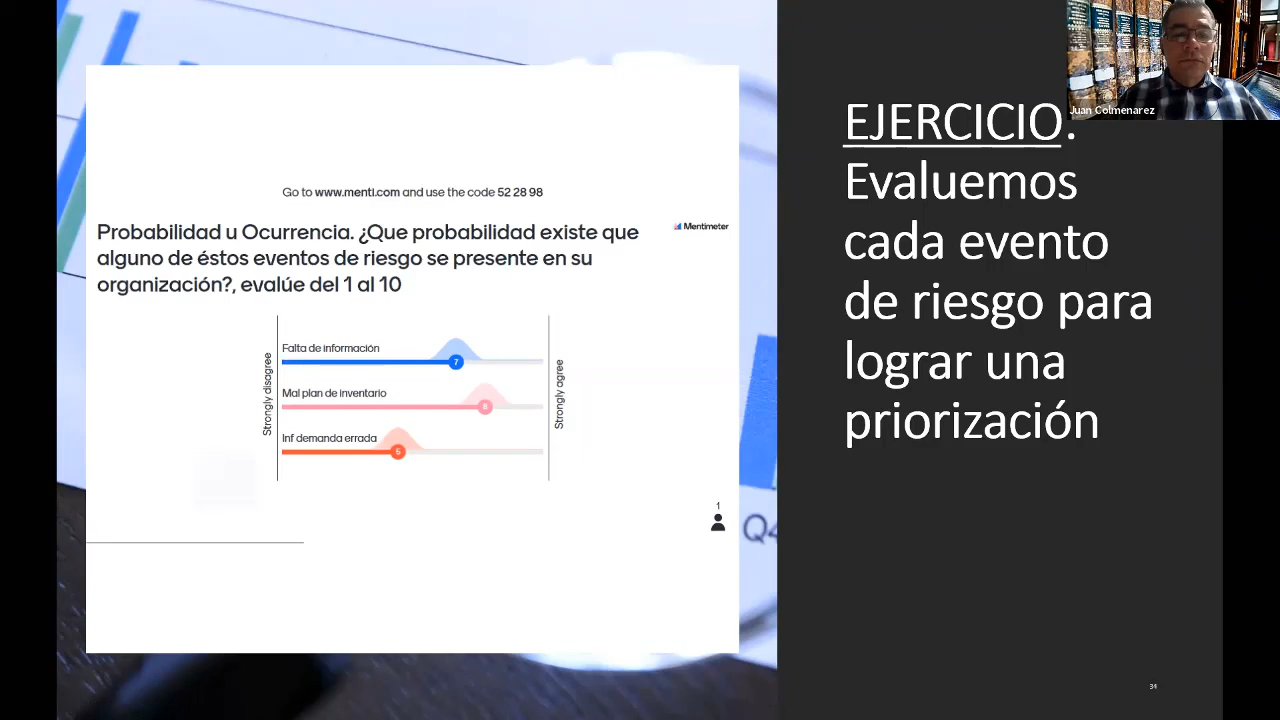 Go to www.menti.com and use the code 52 28 98
Probabilidad u Ocurrencia. ¿Que probabilidad existe que
alguno de éstos eventos de riesgo se presente en su
organización?, evalúe del 1 al 10
Mentimeter
Strongly disagree
Falta de información
7
Mal plan de inventario
8
Inf demanda errada
5
Strongly agree
1
Q4
Juan Colmenarez
EJERCICIO.
Evaluemos
cada evento
de riesgo para
lograr una
priorización
34